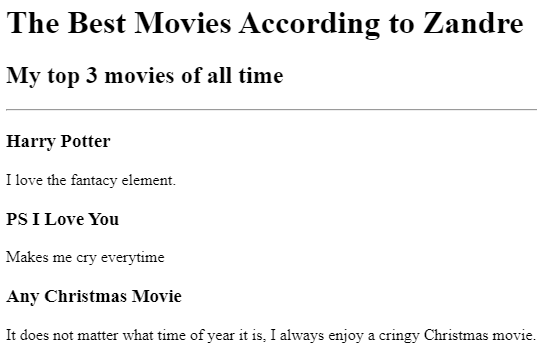 The Best Movies According to Zandre
My top 3 movies of all time
Harry Potter
I love the fantacy element.
PS I Love You
Makes me cry everytime
Any Christmas Movie
It does not matter what time of year it is, I always enjoy a cringy Christmas movie.